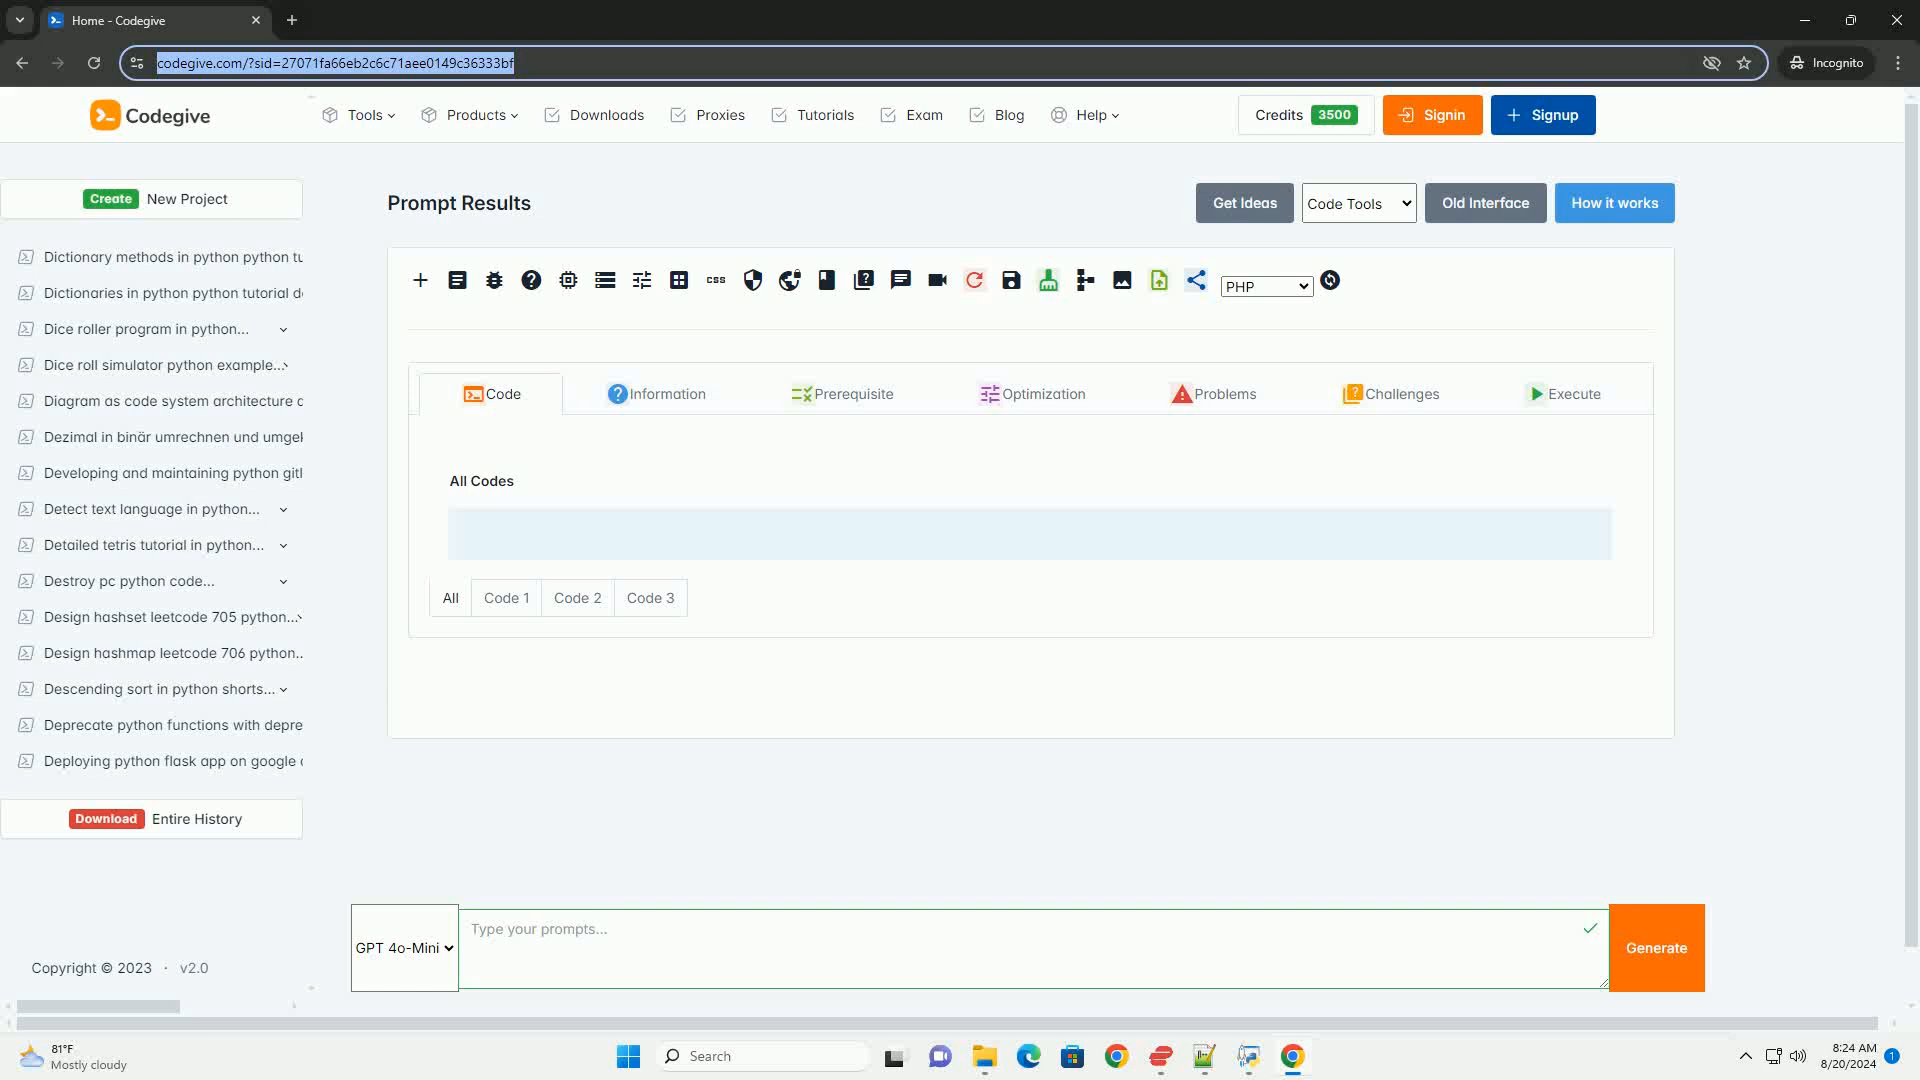 Home - Codegive
codegive.com/?sid=27071fa66eb2c6c71aee0149c36333bf
Incognito
Codegive
Tools
Products
Downloads
Proxies
Tutorials
Exam
Blog
Help
Credits 3500
Signin
Signup
Create New Project
Dictionary methods in python python tu
Dictionaries in python python tutorial d
Dice roller program in python...
Dice roll simulator python example...
Diagram as code system architecture
Dezimal in binär umrechnen und umge
Developing and maintaining python git
Detect text language in python...
Detailed tetris tutorial in python...
Destroy pc python code...
Design hashset leetcode 705 python...
Design hashmap leetcode 706 python..
Descending sort in python shorts...
Deprecate python functions with depre
Deploying python flask app on google
Download Entire History
Copyright © 2023 · v2.0
Prompt Results
Get Ideas
Code Tools
Old Interface
How it works
css
PHP
Code
Information
Prerequisite
Optimization
Problems
Challenges
Execute
All Codes
All
Code 1
Code 2
Code 3
GPT 4o-Mini
Type your prompts...
Generate
81°F
Mostly cloudy
Search
8:24 AM
8/20/2024
1